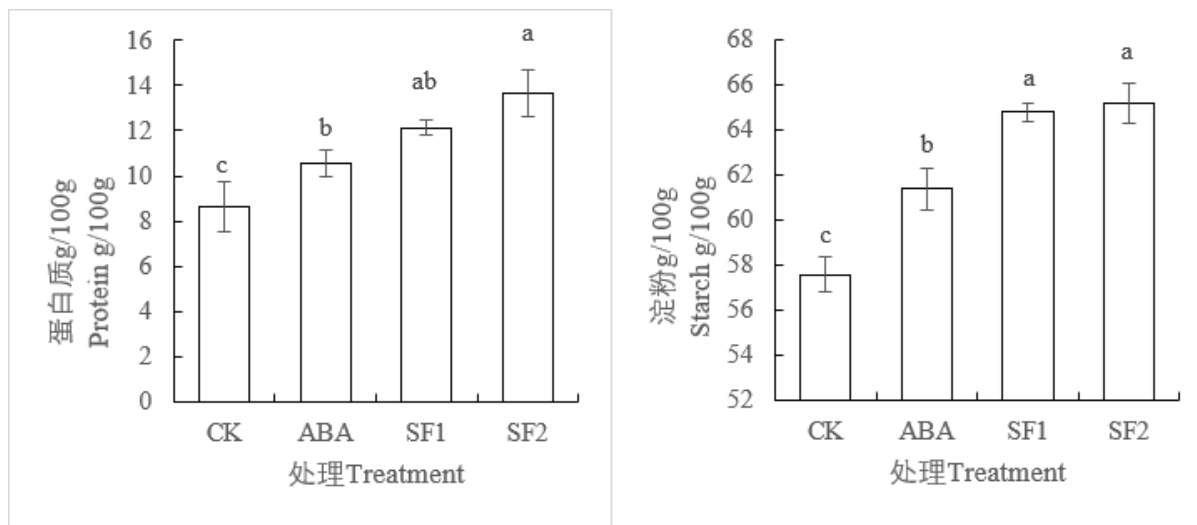 16
14
12
10
8
6
4
2
0
蛋白质g/100g
Protein g/100g
c
b
ab
a
CK
ABA
SF1
SF2
处理Treatment
68
66
64
62
60
58
56
54
52
淀粉g/100g
Starch g/100g
c
b
a
a
CK
ABA
SF1
SF2
处理Treatment